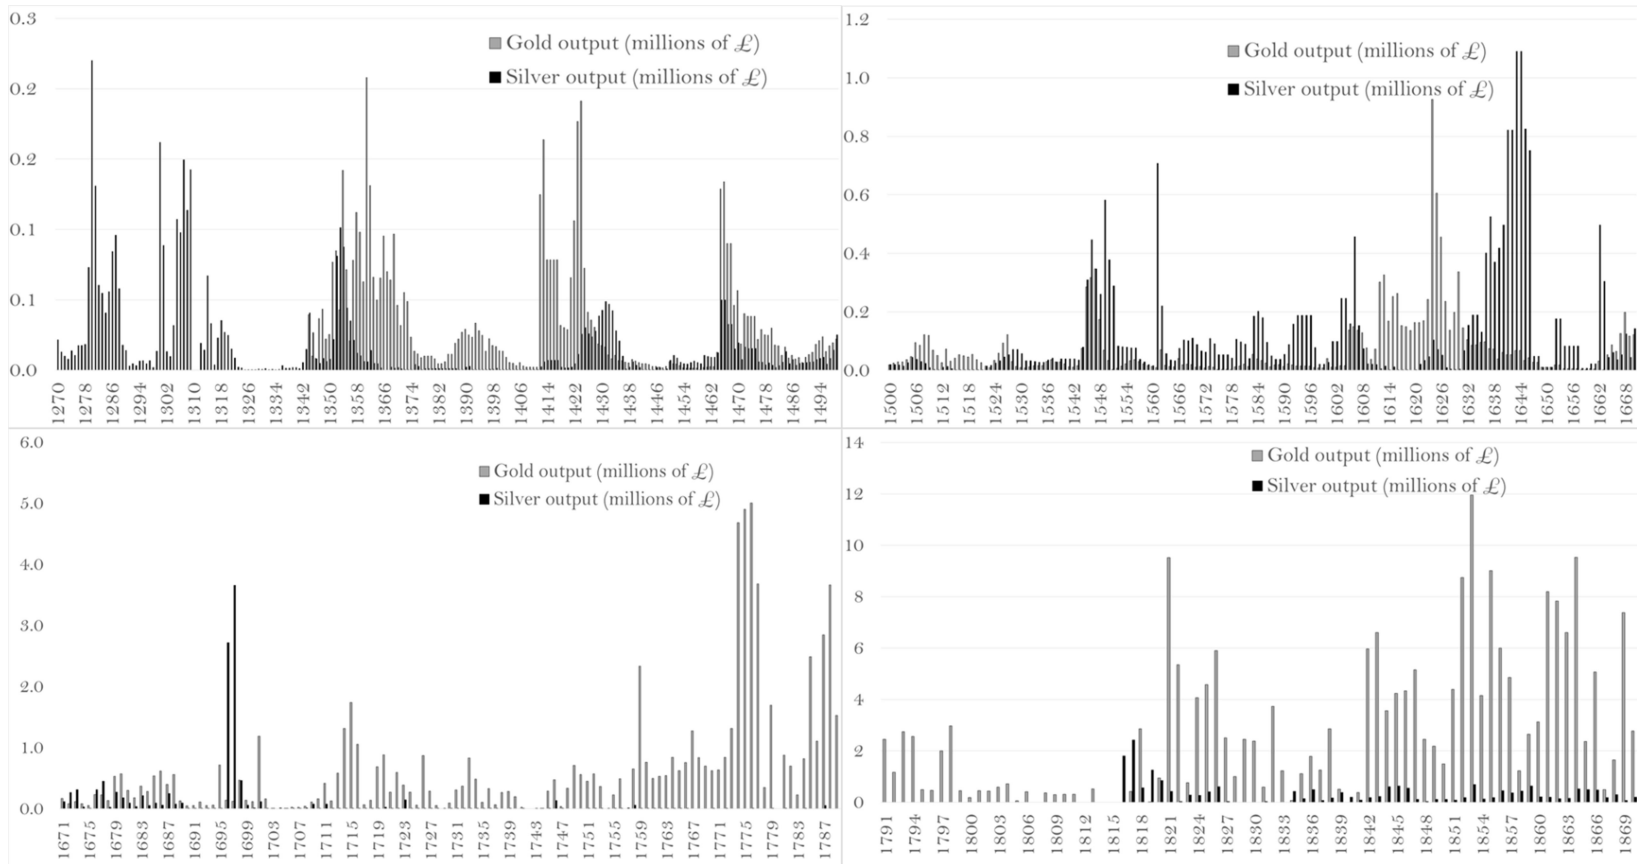 0.3
0.2
0.2
0.1
0.1
0.0
Gold output (millions of £)
Silver output (millions of £)
1270 1278 1286 1294 1302 1310 1318 1326 1334 1342 1350 1358 1366 1374 1382 1390 1398 1406 1414 1422 1430 1438 1446 1454 1462 1470 1478 1486 1494
1.2
1.0
0.8
0.6
0.4
0.2
0.0
Gold output (millions of £)
Silver output (millions of £)
1500 1506 1512 1518 1524 1530 1536 1542 1548 1554 1560 1566 1572 1578 1584 1590 1596 1602 1608 1614 1620 1626 1632 1638 1644 1650 1656 1662 1668
6.0
5.0
4.0
3.0
2.0
1.0
0.0
Gold output (millions of £)
Silver output (millions of £)
1671 1675 1679 1683 1687 1691 1695 1699 1703 1707 1711 1715 1719 1723 1727 1731 1735 1739 1743 1747 1751 1755 1759 1763 1767 1771 1775 1779 1783 1787
14
12
10
8
6
4
2
0
Gold output (millions of £)
Silver output (millions of £)
1791 1794 1797 1800 1803 1806 1809 1812 1815 1818 1821 1824 1827 1830 1833 1836 1839 1842 1845 1848 1851 1854 1857 1860 1863 1866 1869